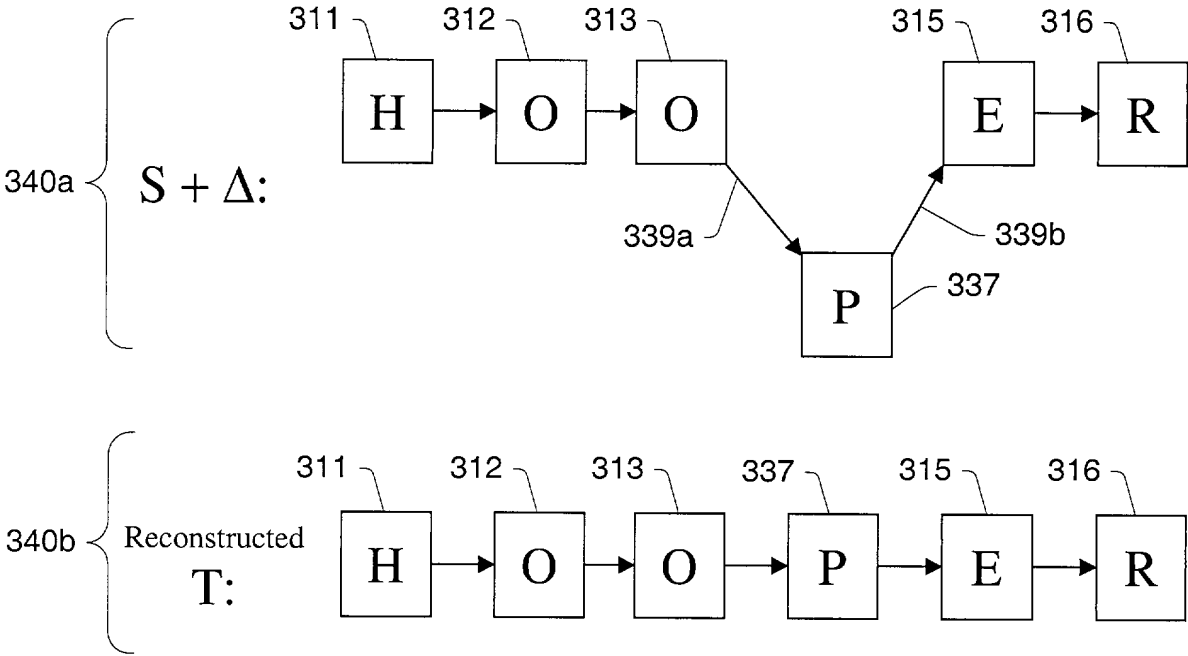 311 312 313 315 316
H → O → O E → R
340a S + Δ:
339a 339b
P 337
311 312 313 337 315 316
340b Reconstructed
H → O → O → P → E → R
T: